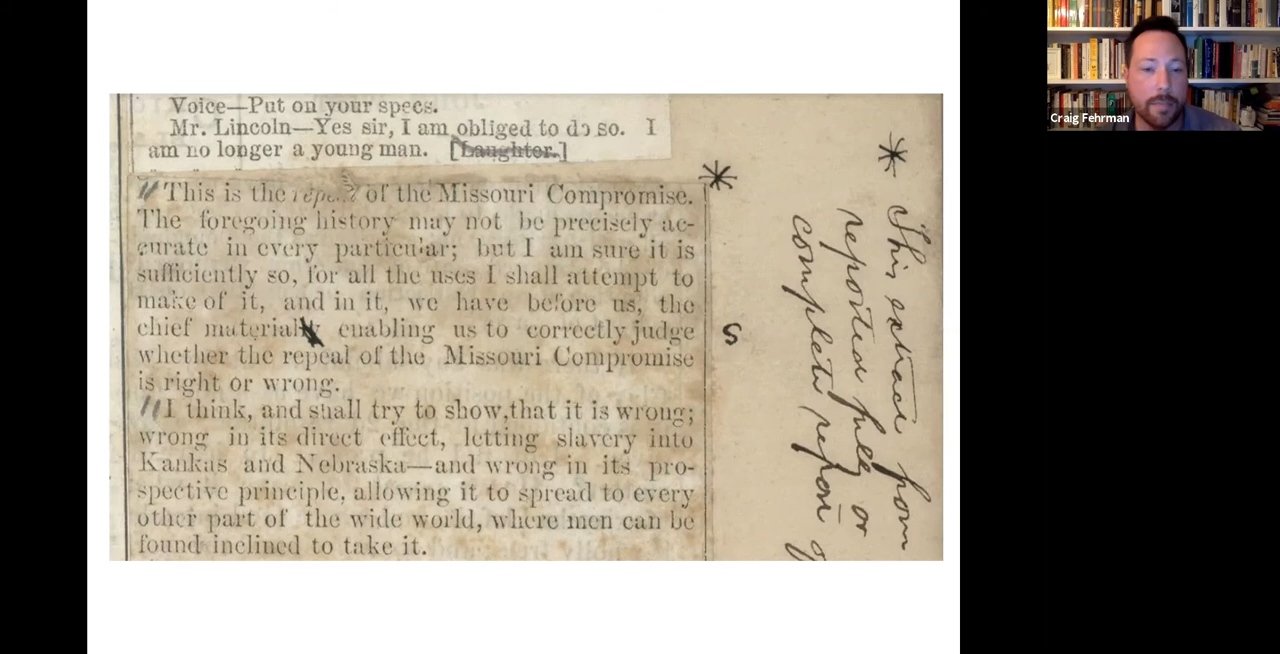 Voice—Put on your specs.
Mr. Lincoln—Yes sir, I am obliged to do so. I
am no longer a young man. [Laughter.]
"This is the repeal of the Missouri Compromise.
The foregoing history may not be precisely ac-
curate in every particular; but I am sure it is
sufficiently so, for all the uses I shall attempt to
make of it, and in it, we have before us, the
chief material enabling us to correctly judge
whether the repeal of the Missouri Compromise
is right or wrong.
"I think, and shall try to show, that it is wrong;
wrong in its direct effect, letting slavery into
Kankas and Nebraska—and wrong in its pro-
spective principle, allowing it to spread to every
other part of the wide world, where men can be
found inclined to take it.
* S
* This extract from
reported fully or
complete report
Craig Fehrman